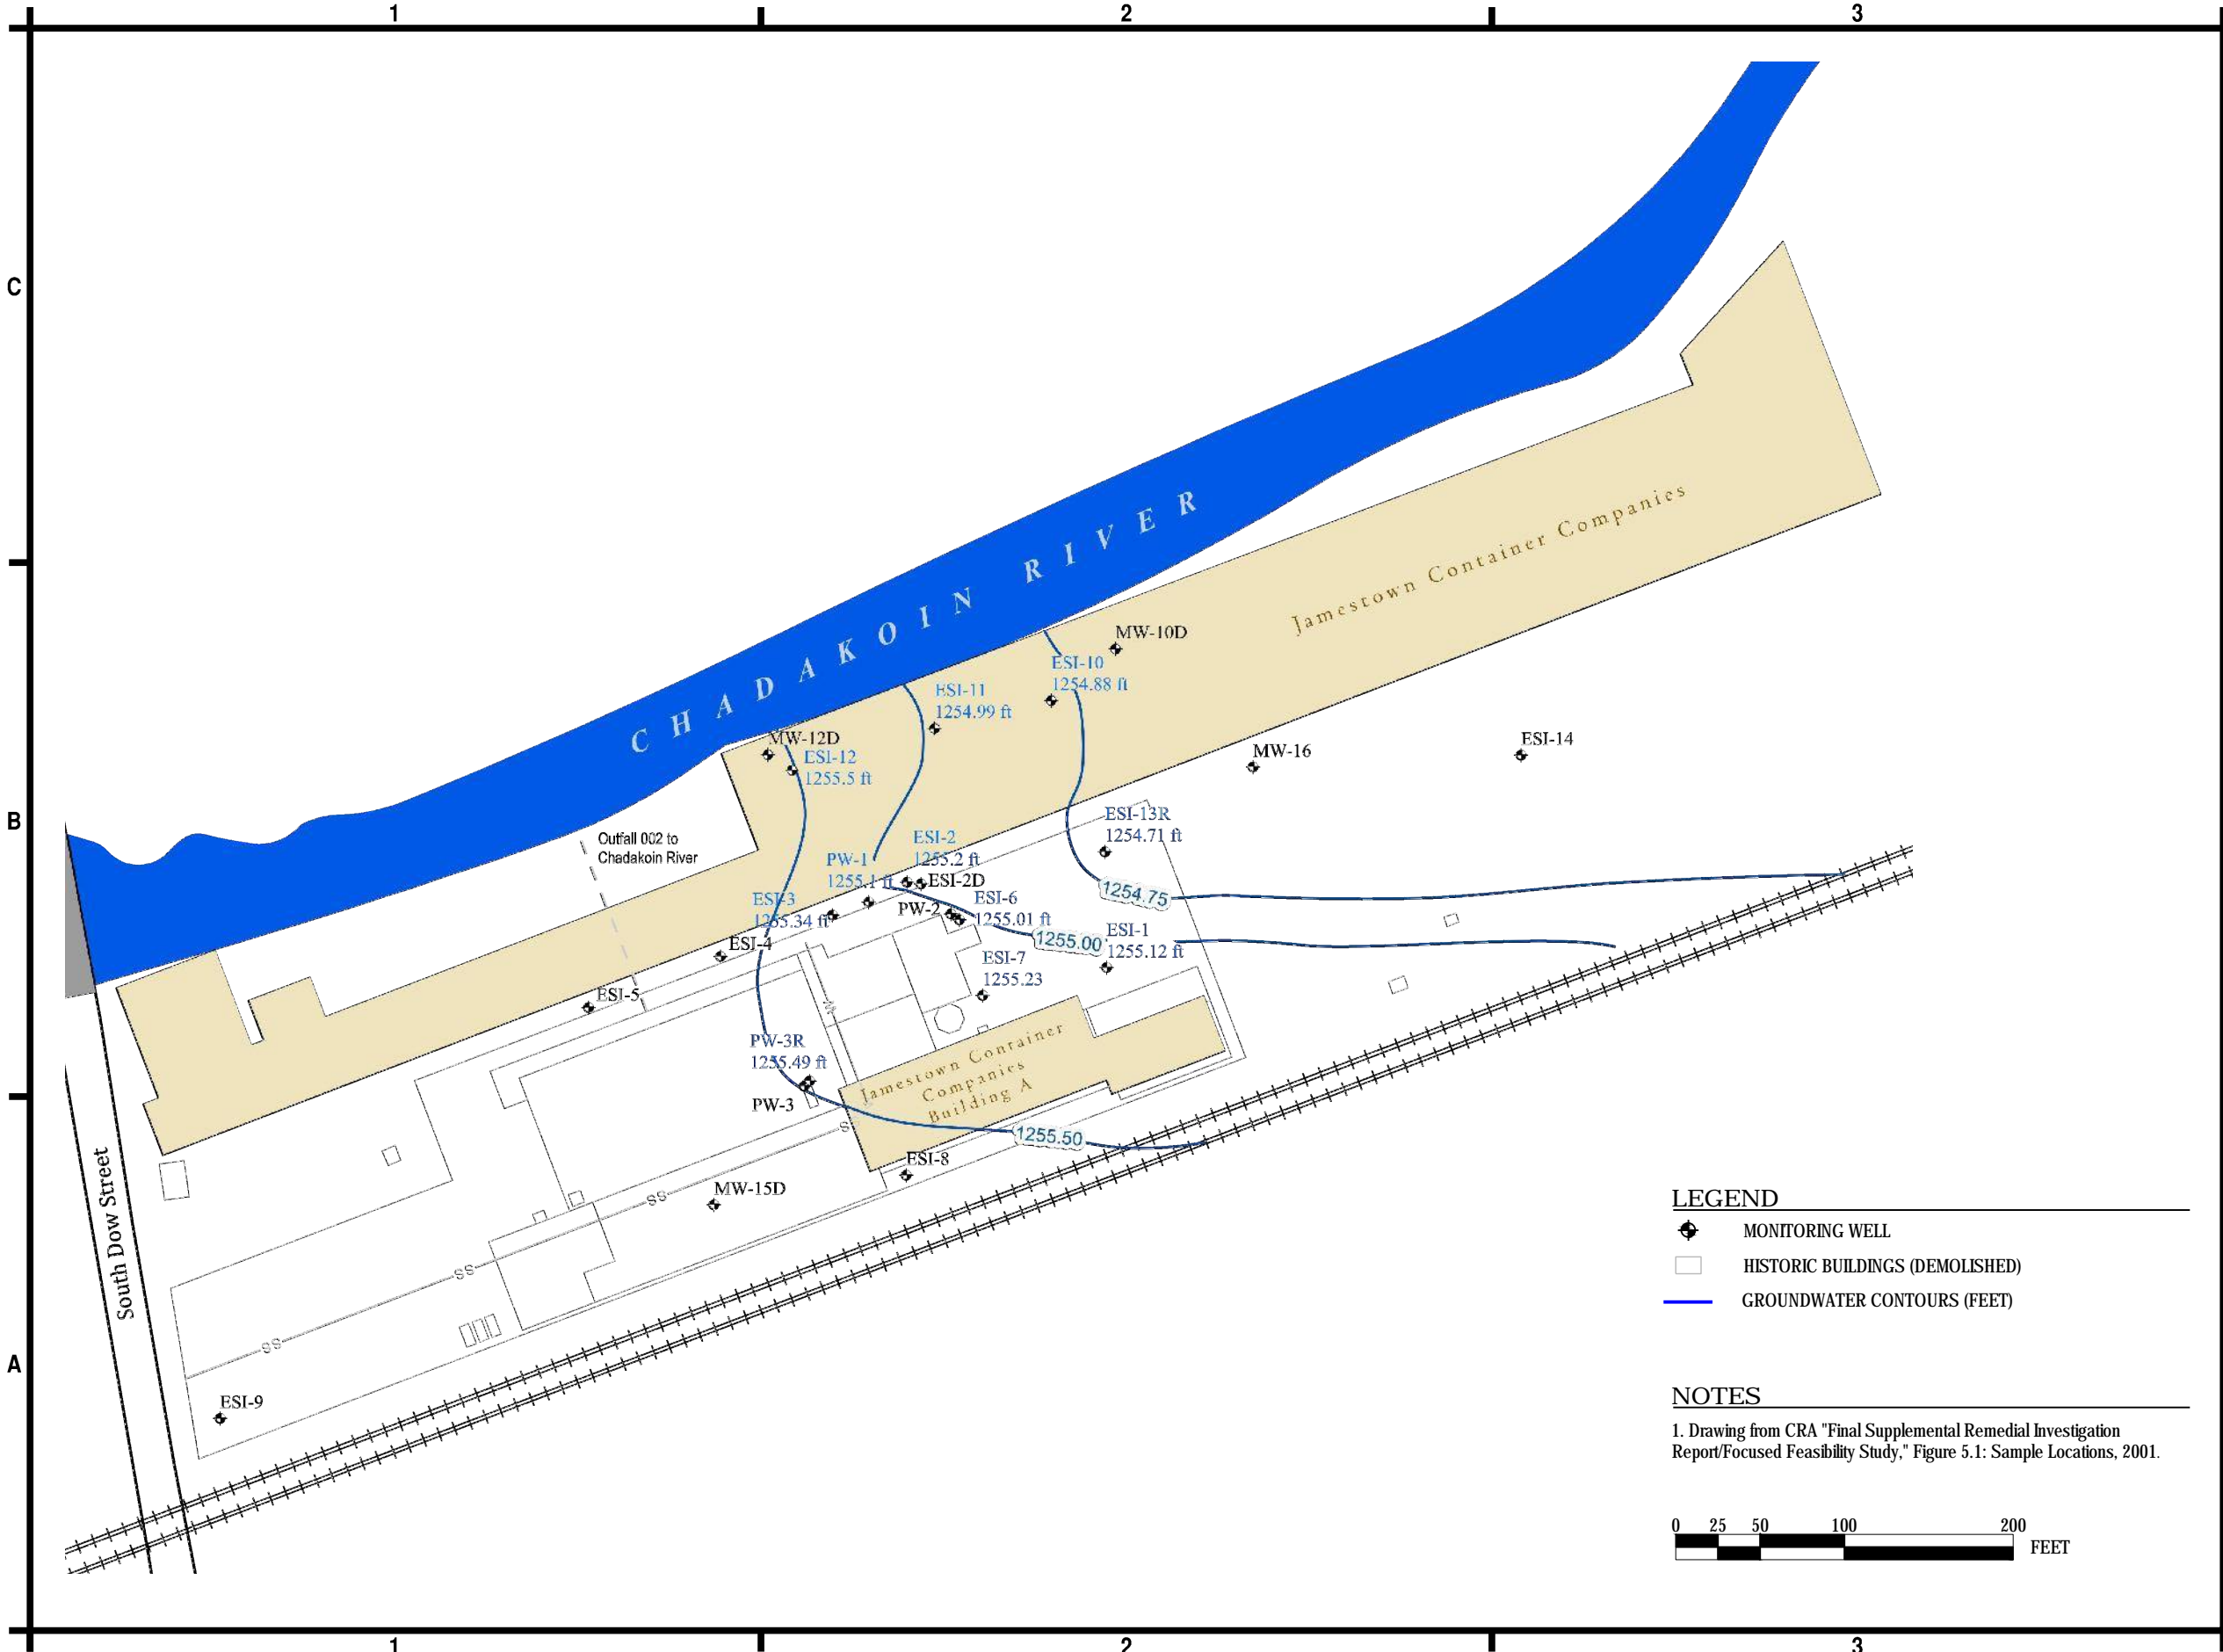 1
2
3
C
CHADAKOIN RIVER
Jamestown Container Companies
MW-10D
ESI-10
1254.88 ft
ESI-11
1254.99 ft
MW-12D
ESI-12
1255.5 ft
MW-16
ESI-14
B
Outfall 002 to
Chadakoin River
ESI-13R
1254.71 ft
ESI-2
1255.2 ft
PW-1
1255.1 ft
ESI-2D
ESI-3
1255.34 ft
PW-2
ESI-6
1255.01 ft
1254.75
ESI-4
1255.00
ESI-1
1255.12 ft
ESI-7
1255.23
ESI-5
PW-3R
1255.49 ft
PW-3
Jamestown Container
Companies
Building A
SS
1255.50
ESI-8
MW-15D
SS
SS
SS
South Dow Street
A
ESI-9
LEGEND
MONITORING WELL
HISTORIC BUILDINGS (DEMOLISHED)
GROUNDWATER CONTOURS (FEET)
NOTES
1. Drawing from CRA "Final Supplemental Remedial Investigation
Report/Focused Feasibility Study," Figure 5.1: Sample Locations, 2001.
0 25 50 100 200
FEET
1
2
3